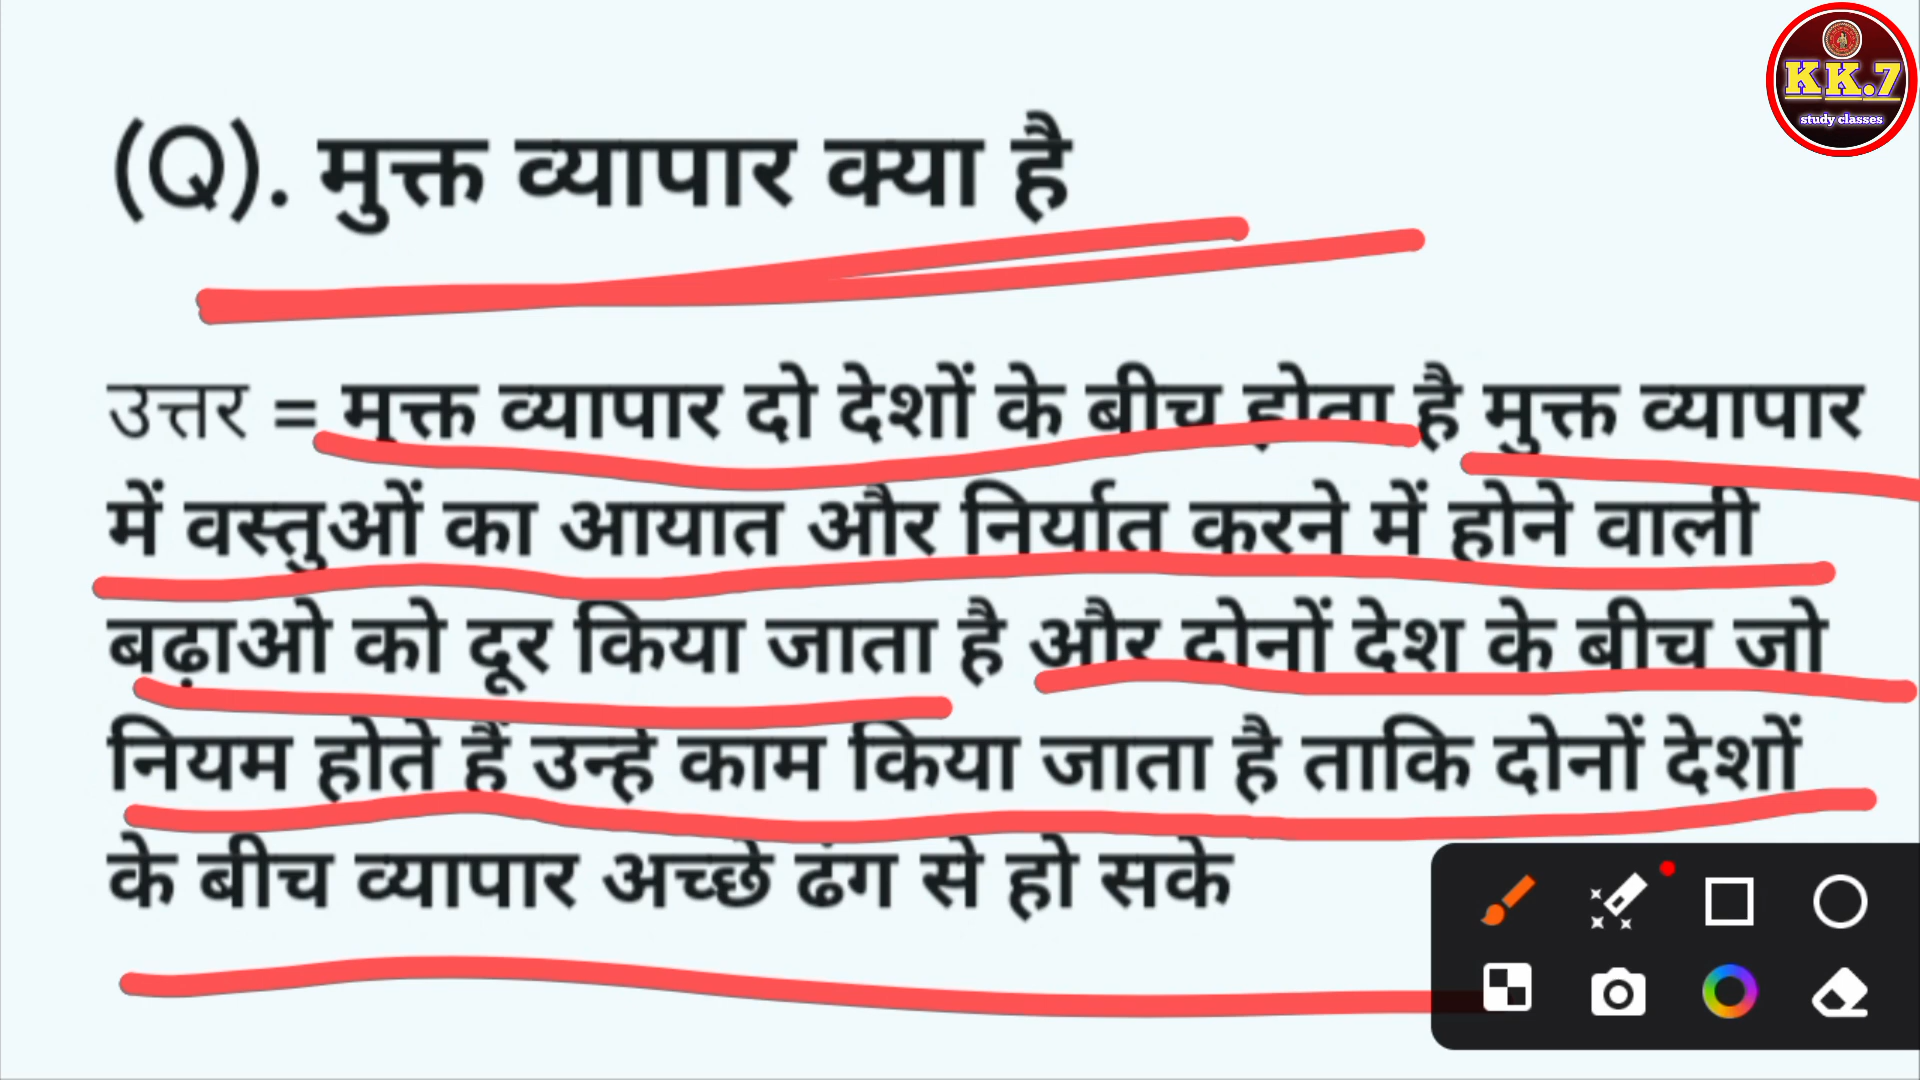 KK.7
study classes
(Q). मुक्त व्यापार क्या है
उत्तर = मुक्त व्यापार दो देशों के बीच होता है मुक्त व्यापार
में वस्तुओं का आयात और निर्यात करने में होने वाली
बढ़ाओ को दूर किया जाता है और दोनों देश के बीच जो
नियम होते हैं उन्हे काम किया जाता है ताकि दोनों देशों
के बीच व्यापार अच्छे ढंग से हो सके